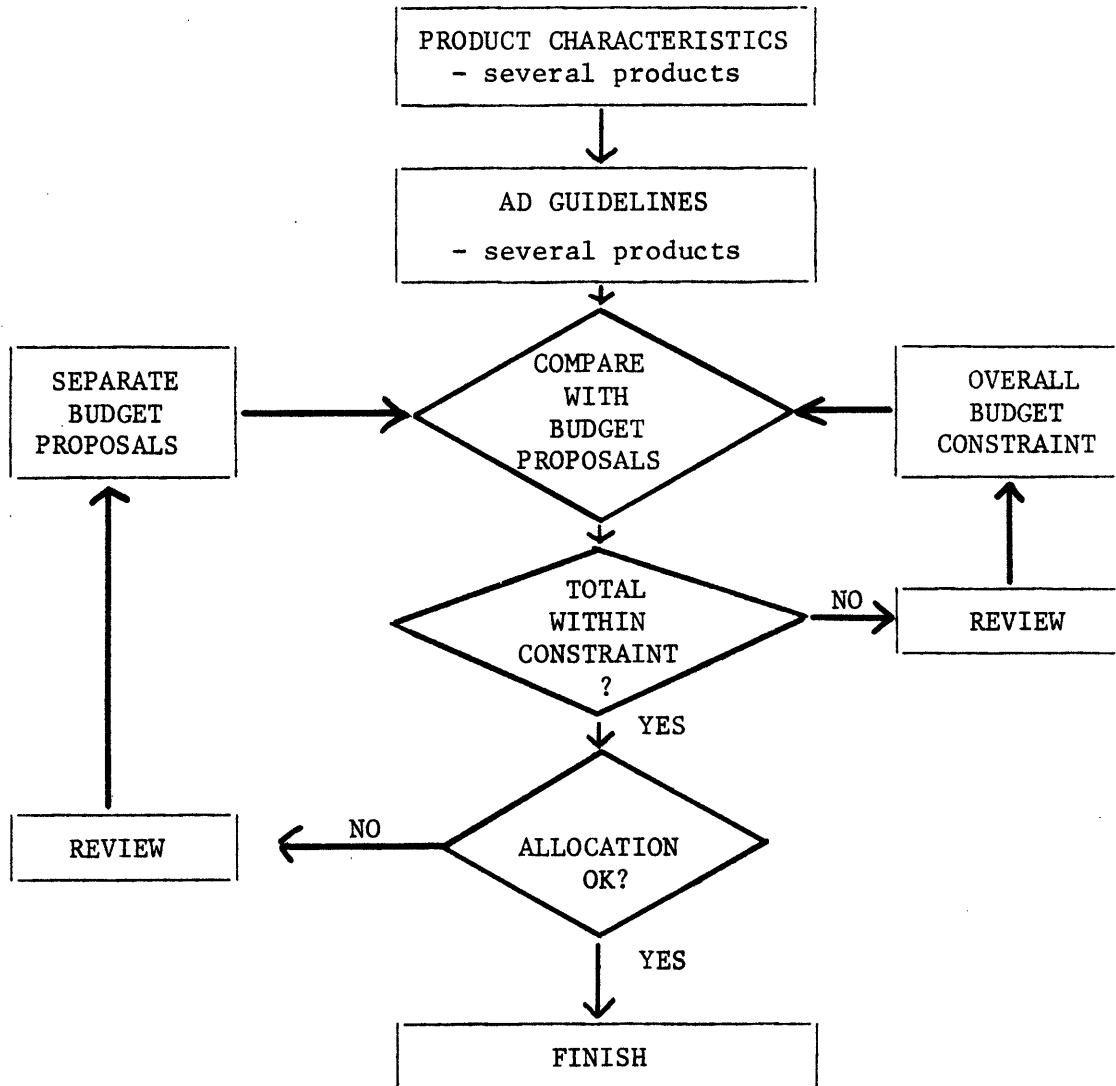 PRODUCT CHARACTERISTICS
- several products
AD GUIDELINES
- several products
SEPARATE
BUDGET
PROPOSALS
COMPARE
WITH
BUDGET
PROPOSALS
OVERALL
BUDGET
CONSTRAINT
TOTAL
WITHIN
CONSTRAINT
?
NO
REVIEW
YES
REVIEW
NO
ALLOCATION
OK?
YES
FINISH